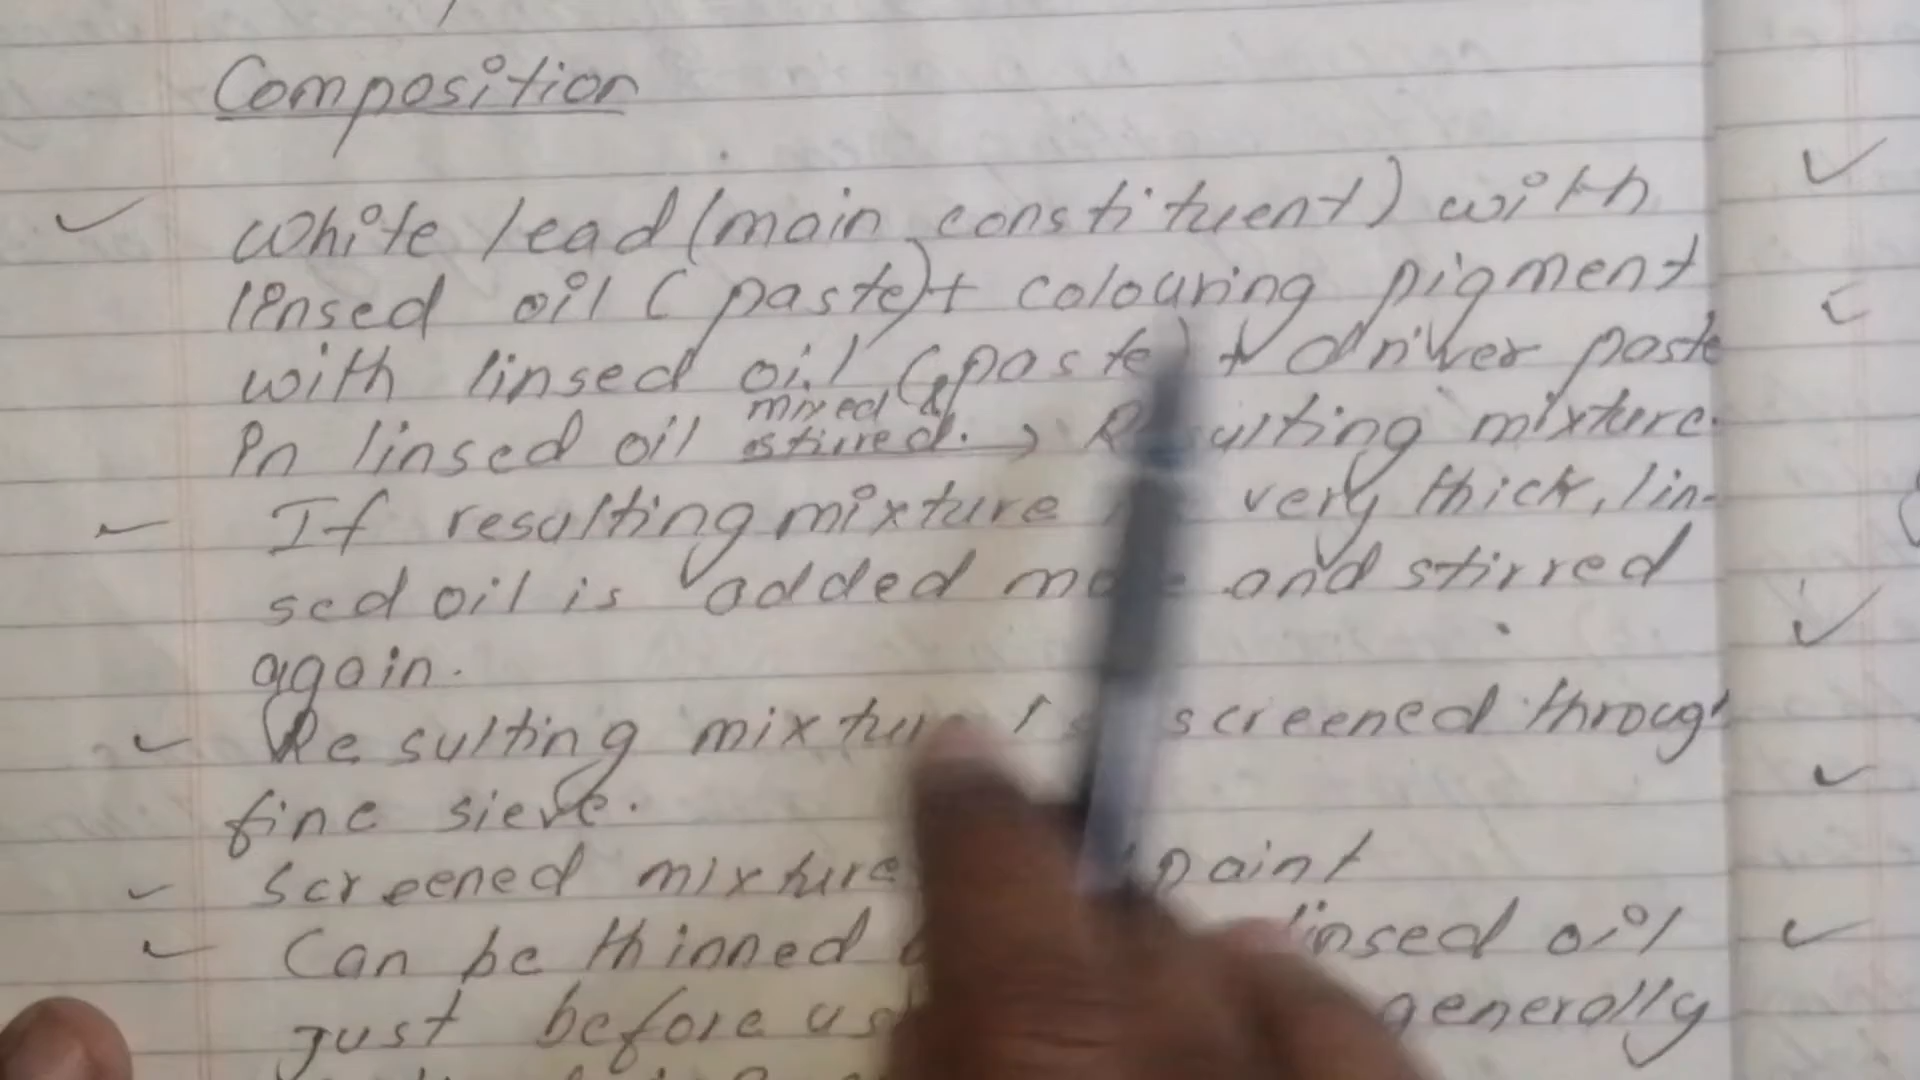 Composition
White lead (main constituent) with
linsed oil (paste) + colouring pigment
with linsed oil (paste) + driver paste
in linsed oil mixed &
stirred. → Resulting mixture.
If resulting mixture very thick, lin-
sed oil is added more and stirred
again.
Resulting mixture is screened through
fine sieve.
Screened mixture paint
Can be thinned linsed oil
just before generally